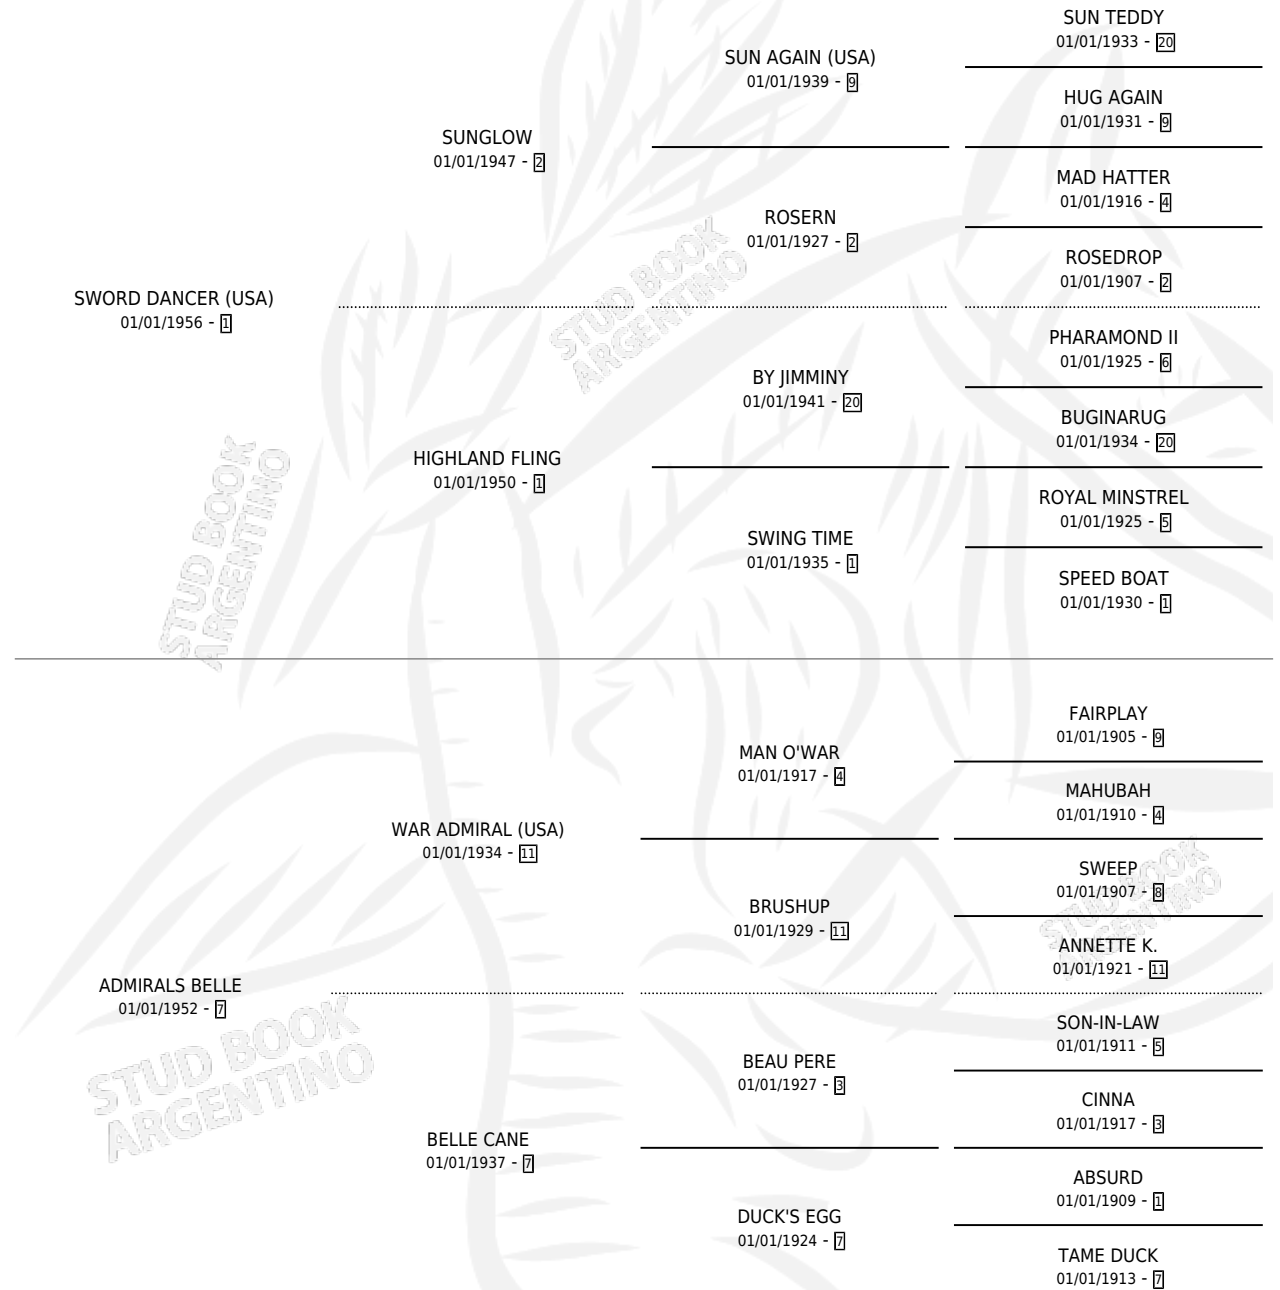 SUN TEDDY
01/01/1933 - 20
SUN AGAIN (USA)
01/01/1939 - 9
HUG AGAIN
01/01/1931 - 9
SUNGLOW
01/01/1947 - 2
MAD HATTER
01/01/1916 - 4
ROSERN
01/01/1927 - 2
ROSEDROP
01/01/1907 - 2
SWORD DANCER (USA)
01/01/1956 - 1
STUD BOOK
ARGENTINO
PHARAMOND II
01/01/1925 - 6
BY JIMMINY
01/01/1941 - 20
BUGINARUG
01/01/1934 - 20
HIGHLAND FLING
01/01/1950 - 1
ROYAL MINSTREL
01/01/1925 - 5
SWING TIME
01/01/1935 - 1
SPEED BOAT
01/01/1930 - 1
STUD BOOK
ARGENTINO
FAIRPLAY
01/01/1905 - 9
MAN O'WAR
01/01/1917 - 4
MAHUBAH
01/01/1910 - 4
WAR ADMIRAL (USA)
01/01/1934 - 11
SWEEP
01/01/1907 - 8
BRUSHUP
01/01/1929 - 11
ANNETTE K.
01/01/1921 - 11
STUD BOOK
ARGENTINO
ADMIRALS BELLE
01/01/1952 - 7
SON-IN-LAW
01/01/1911 - 5
BEAU PERE
01/01/1927 - 3
CINNA
01/01/1917 - 3
STUD BOOK
ARGENTINO
BELLE CANE
01/01/1937 - 7
ABSURD
01/01/1909 - 1
DUCK'S EGG
01/01/1924 - 7
TAME DUCK
01/01/1913 - 7